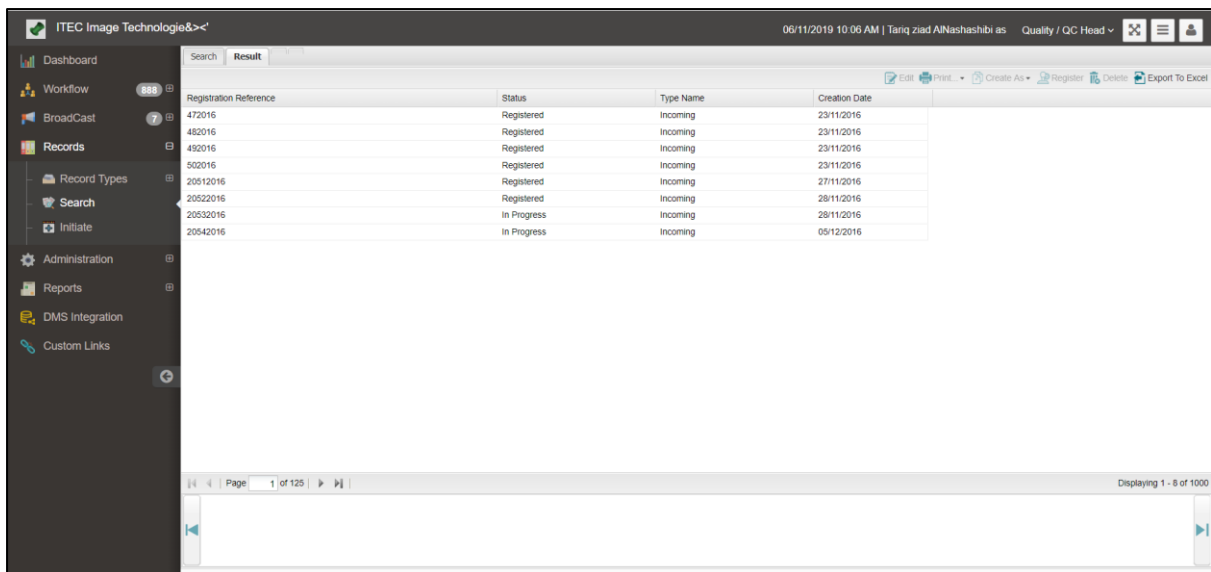 ITEC Image Technologie&><'
06/11/2019 10:06 AM | Tariq ziad AlNashashibi as Quality / QC Head
Dashboard
Workflow 888
BroadCast 7
Records
Record Types
Search
Initiate
Administration
Reports
DMS Integration
Custom Links
Search Result
Edit Print... Create As Register Delete Export To Excel
Registration Reference Status Type Name Creation Date
472016 Registered Incoming 23/11/2016
482016 Registered Incoming 23/11/2016
492016 Registered Incoming 23/11/2016
502016 Registered Incoming 23/11/2016
20512016 Registered Incoming 27/11/2016
20522016 Registered Incoming 28/11/2016
20532016 In Progress Incoming 28/11/2016
20542016 In Progress Incoming 05/12/2016
Page 1 of 125 Displaying 1 - 8 of 1000